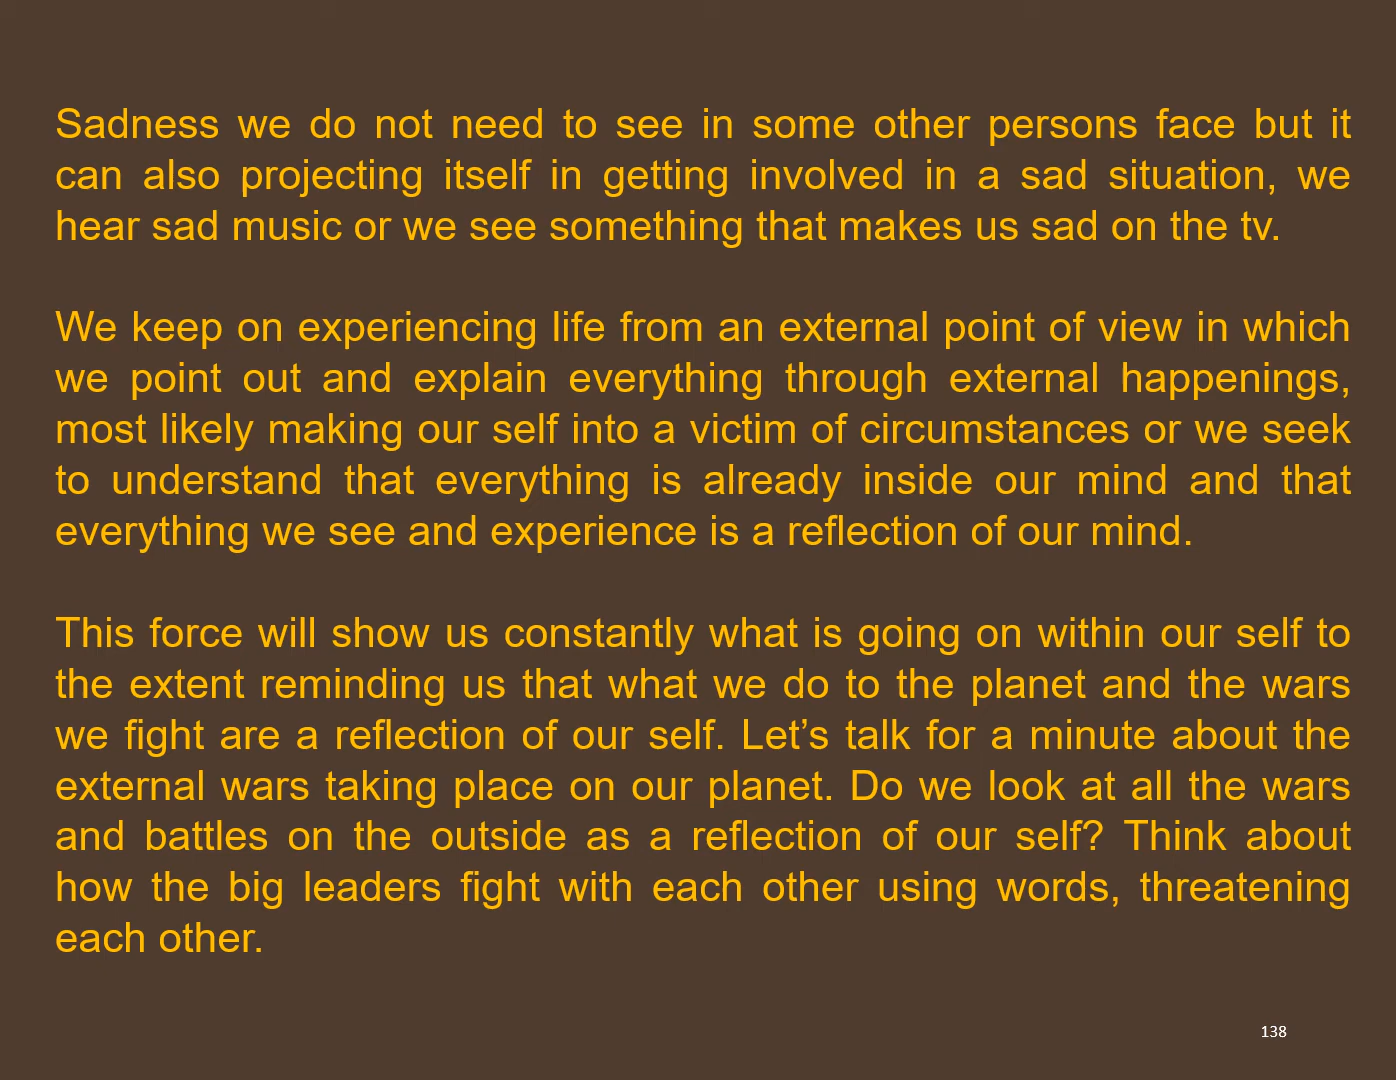 Sadness we do not need to see in some other persons face but it
can also projecting itself in getting involved in a sad situation, we
hear sad music or we see something that makes us sad on the tv.
We keep on experiencing life from an external point of view in which
we point out and explain everything through external happenings,
most likely making our self into a victim of circumstances or we seek
to understand that everything is already inside our mind and that
everything we see and experience is a reflection of our mind.
This force will show us constantly what is going on within our self to
the extent reminding us that what we do to the planet and the wars
we fight are a reflection of our self. Let’s talk for a minute about the
external wars taking place on our planet. Do we look at all the wars
and battles on the outside as a reflection of our self? Think about
how the big leaders fight with each other using words, threatening
each other.
138